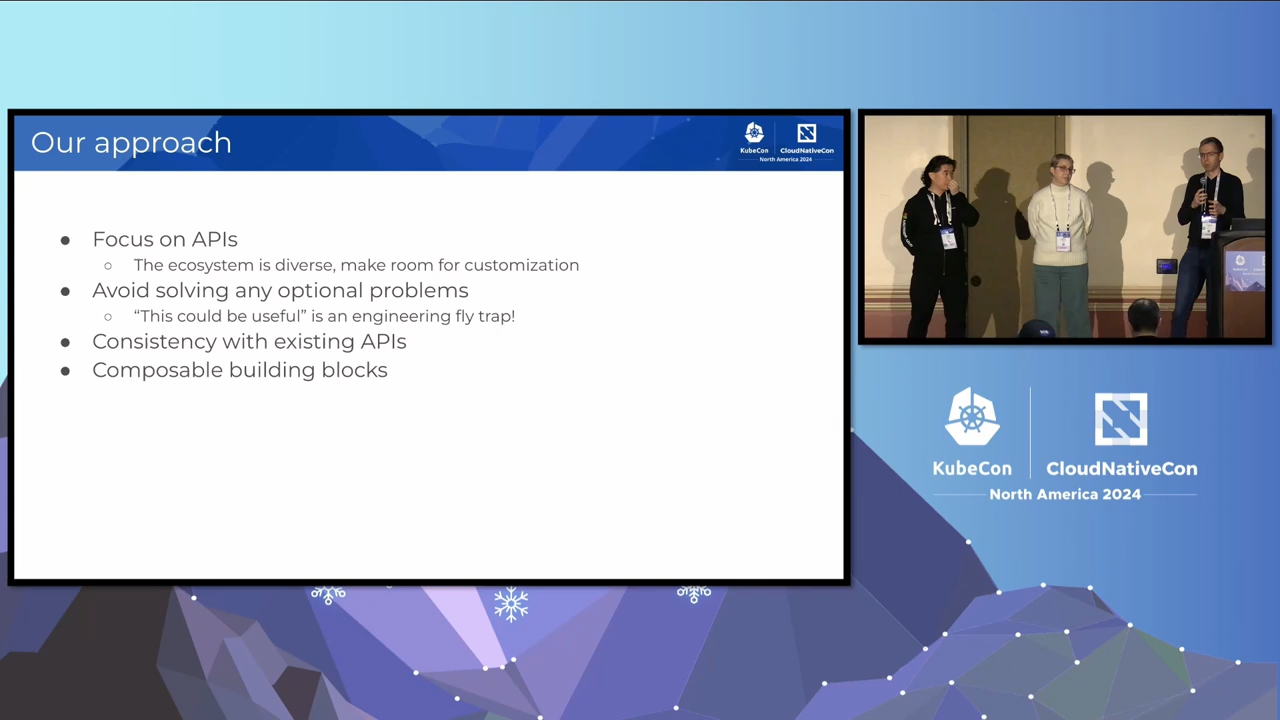 Our approach
KubeCon
CloudNativeCon
North America 2024
● Focus on APIs
○ The ecosystem is diverse, make room for customization
● Avoid solving any optional problems
○ “This could be useful” is an engineering fly trap!
● Consistency with existing APIs
● Composable building blocks
KubeCon
CloudNativeCon
North America 2024